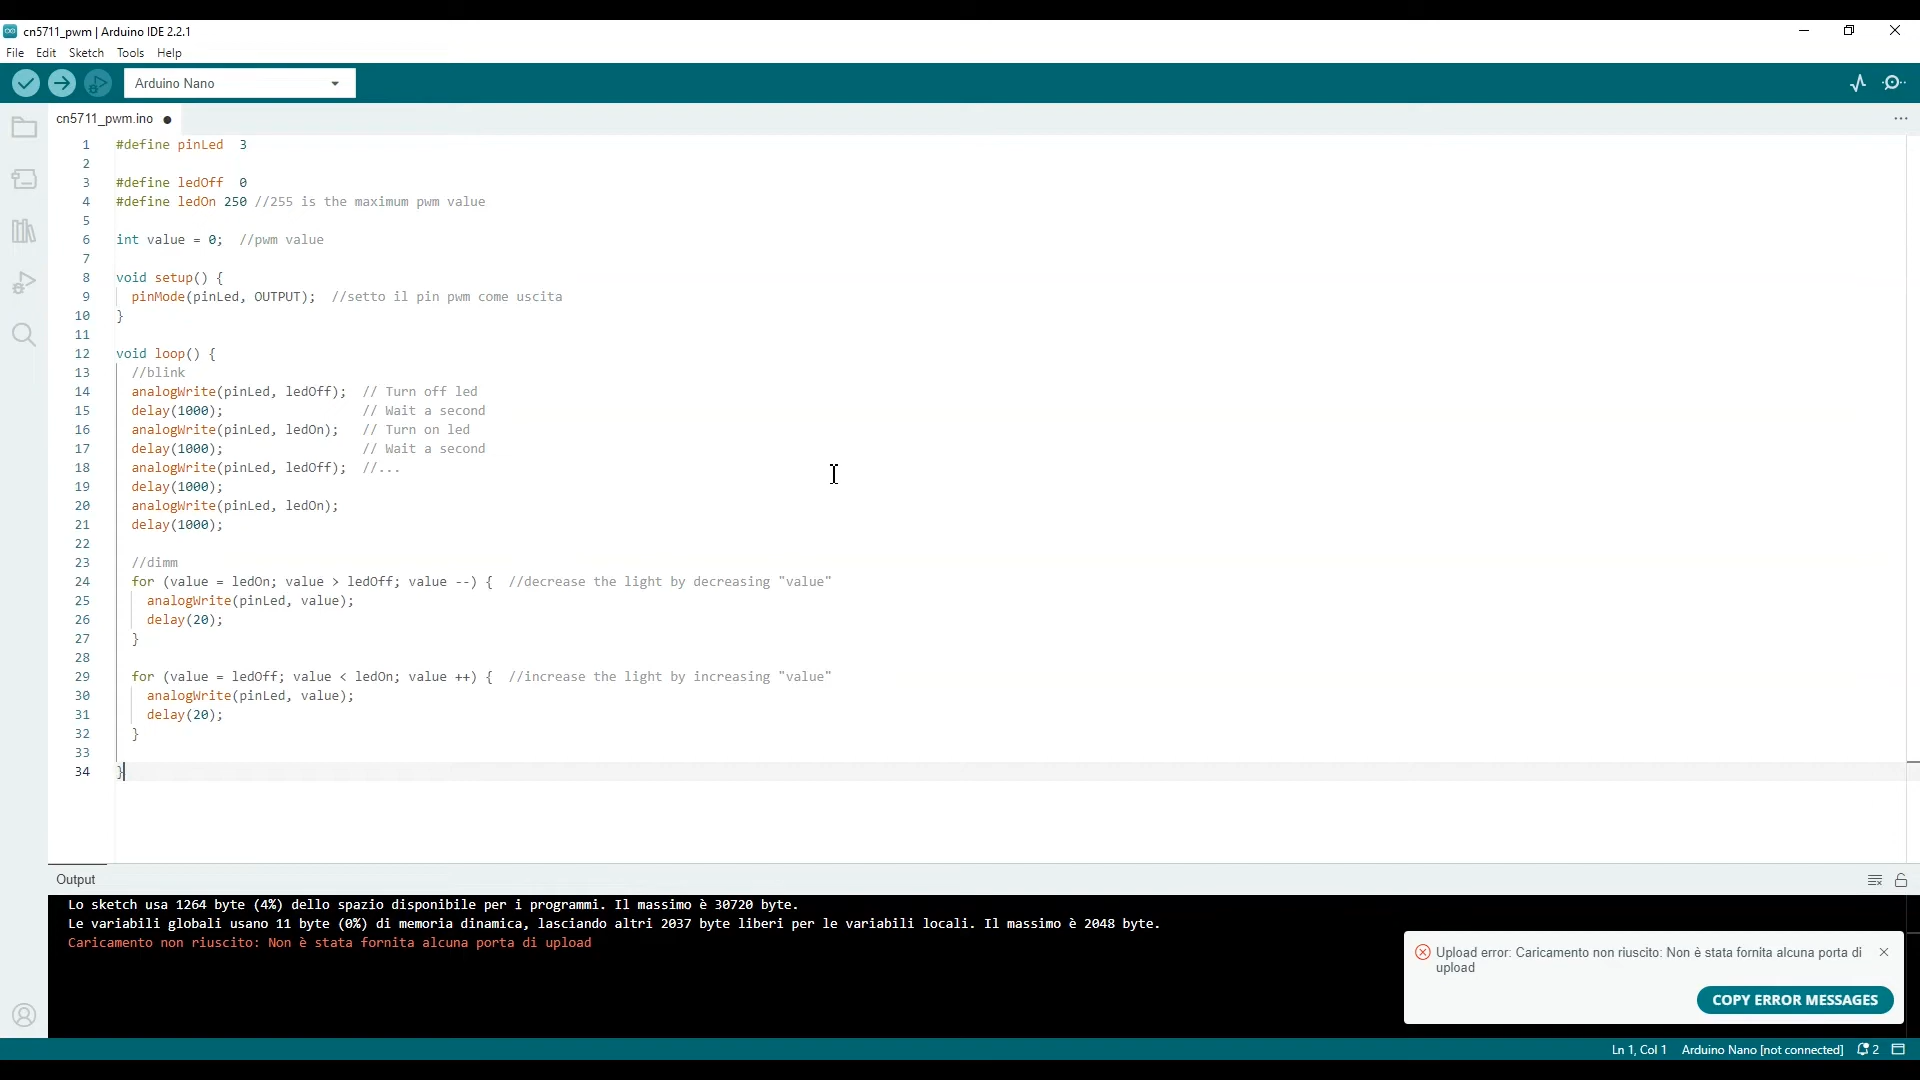 cn5711_pwm | Arduino IDE 2.2.1
File Edit Sketch Tools Help
Arduino Nano
cn5711_pwm.ino
1 #define pinLed  3
2
3 #define ledOff  0
4 #define ledOn 250 //255 is the maximum pwm value
5
6 int value = 0;  //pwm value
7
8 void setup() {
9   pinMode(pinLed, OUTPUT);  //setto il pin pwm come uscita
10 }
11
12 void loop() {
13   //blink
14   analogWrite(pinLed, ledOff);  // Turn off led
15   delay(1000);                  // Wait a second
16   analogWrite(pinLed, ledOn);   // Turn on led
17   delay(1000);                  // Wait a second
18   analogWrite(pinLed, ledOff);  //...
19   delay(1000);
20   analogWrite(pinLed, ledOn);
21   delay(1000);
22
23   //dimm
24   for (value = ledOn; value > ledOff; value --) {  //decrease the light by decreasing "value"
25     analogWrite(pinLed, value);
26     delay(20);
27   }
28
29   for (value = ledOff; value < ledOn; value ++) {  //increase the light by increasing "value"
30     analogWrite(pinLed, value);
31     delay(20);
32   }
33
34 }
Output
Lo sketch usa 1264 byte (4%) dello spazio disponibile per i programmi. Il massimo è 30720 byte.
Le variabili globali usano 11 byte (0%) di memoria dinamica, lasciando altri 2037 byte liberi per le variabili locali. Il massimo è 2048 byte.
Caricamento non riuscito: Non è stata fornita alcuna porta di upload
Upload error: Caricamento non riuscito: Non è stata fornita alcuna porta di
upload
COPY ERROR MESSAGES
Ln 1, Col 1 Arduino Nano [not connected] 2